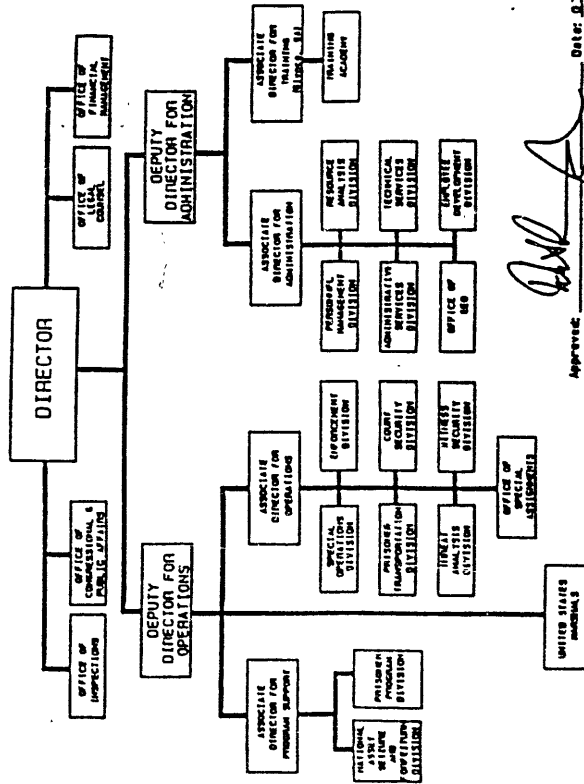 DIRECTOR
OFFICE OF
INSPECTIONS
OFFICE OF
CONGRESSIONAL &
PUBLIC AFFAIRS
OFFICE OF
LEGAL
COUNSEL
OFFICE OF
FINANCIAL
MANAGEMENT
DEPUTY
DIRECTOR FOR
OPERATIONS
DEPUTY
DIRECTOR FOR
ADMINISTRATION
ASSOCIATE
DIRECTOR FOR
PROGRAM SUPPORT
ASSOCIATE
DIRECTOR FOR
OPERATIONS
ASSOCIATE
DIRECTOR FOR
ADMINISTRATION
ASSOCIATE
DIRECTOR FOR
TRAINING
NATIONAL
ASSET
SEIZURE
AND
FORFEITURE
DIVISION
PRISONER
PROGRAM
DIVISION
SPECIAL
OPERATIONS
DIVISION
ENFORCEMENT
DIVISION
PRISONER
TRANSPORTATION
DIVISION
COURT
SECURITY
DIVISION
THREAT
ANALYSIS
DIVISION
WITNESS
SECURITY
DIVISION
OFFICE OF
SPECIAL
ASSIGNMENTS
UNITED STATES
MARSHALS
PERSONNEL
MANAGEMENT
DIVISION
RESOURCE
ANALYSIS
DIVISION
ADMINISTRATIVE
SERVICES
DIVISION
TECHNICAL
SERVICES
DIVISION
OFFICE OF
EEO
EMPLOYEE
DEVELOPMENT
DIVISION
TRAINING
ACADEMY
Approved:
Date: